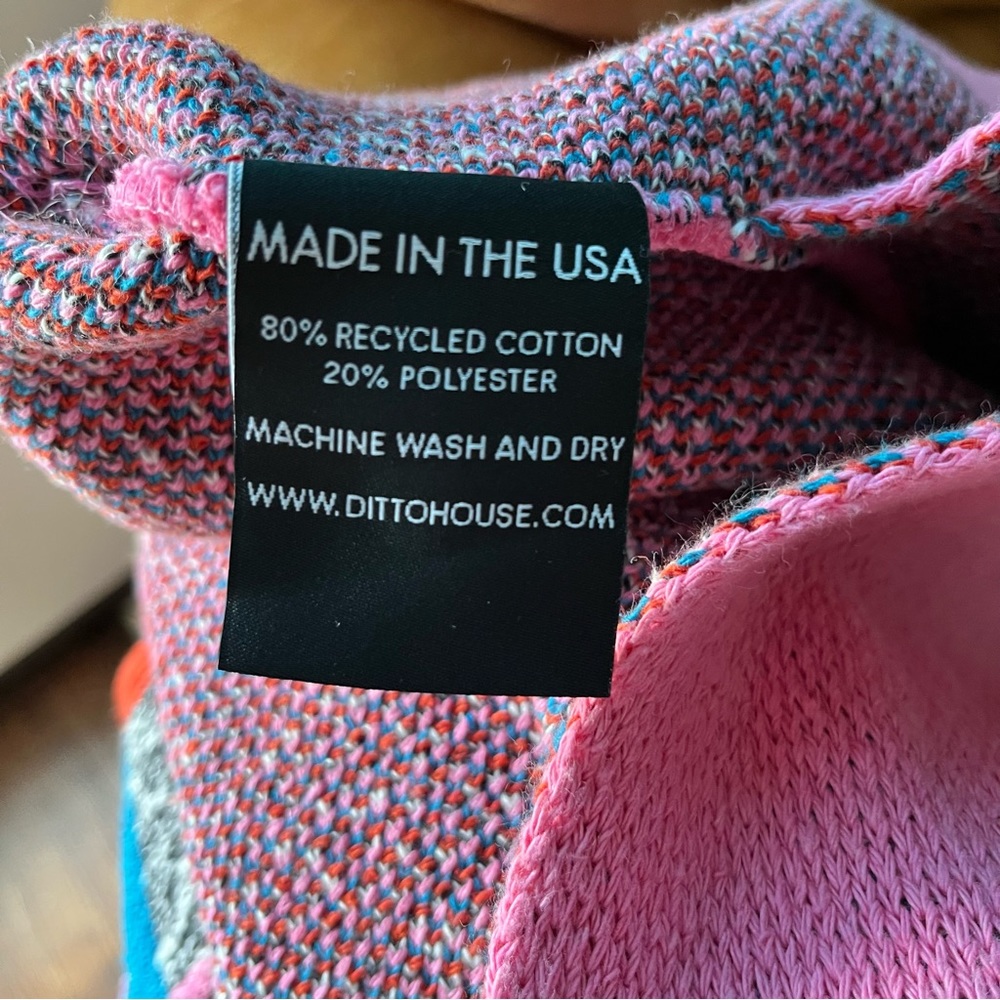 MADE IN THE USA
80% RECYCLED COTTON
20% POLYESTER
MACHINE WASH AND DRY
WWW.DITTOHOUSE.COM